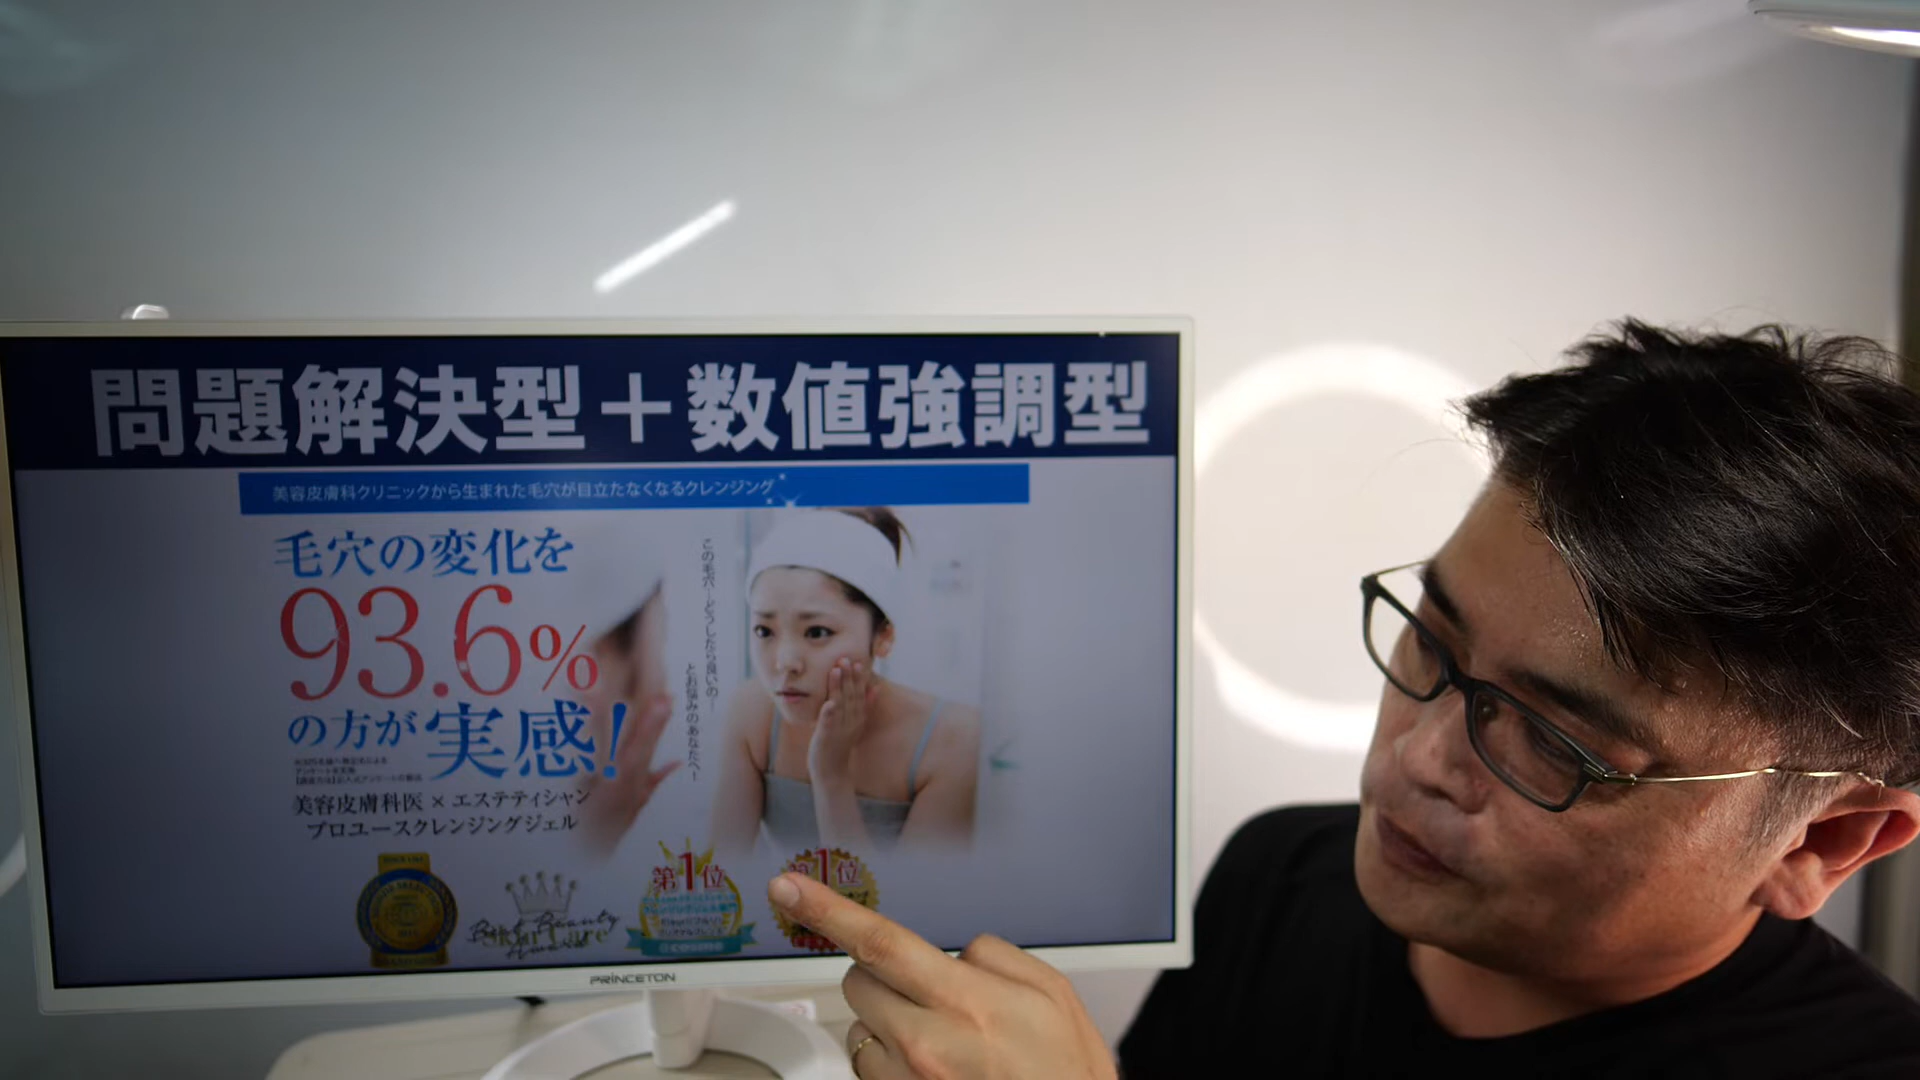 問題解決型＋数値強調型
美容皮膚科クリニックから生まれた毛穴が目立たなくなるクレンジング
毛穴の変化を
93.6%
の方が実感!
この毛穴…どうしたら良いの…
とお悩みのあなたへ!
美容皮膚科医×エステティシャン
プロユースクレンジングジェル
第1位
第1位
Best Beauty
Skin Care
PRINCETON